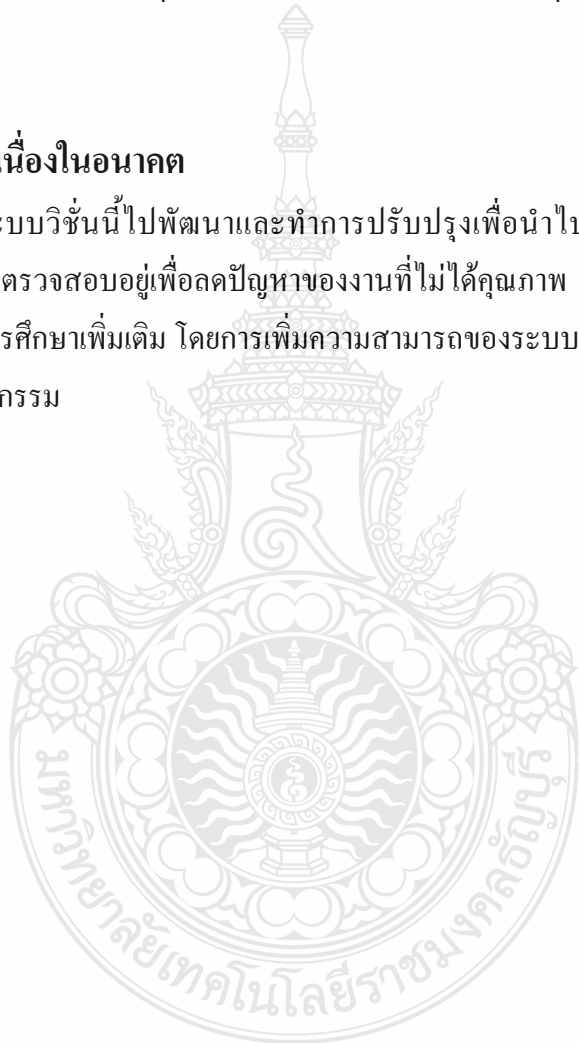 นื่องในอนาคต
ะบบวิชั่นนี้ไปพัฒนาและทำการปรับปรุงเพื่อนำไป
ตรวจสอบอยู่เพื่อลดปัญหาของงานที่ไม่ได้คุณภาพ
รศึกษาเพิ่มเติม โดยการเพิ่มความสามารถของระบบ
กรรม
มหาวิทยาลัยเทคโนโลยีราชมงคลธัญบุรี